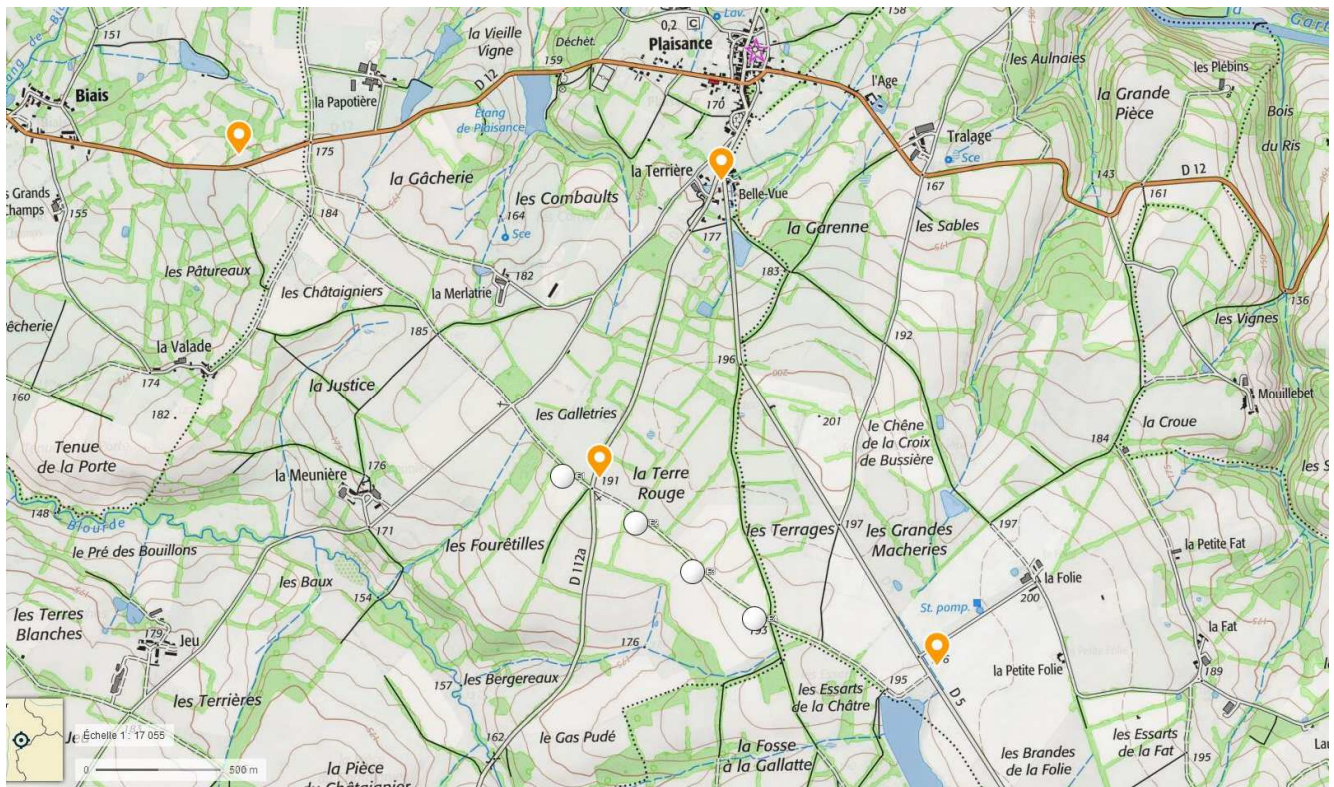 151
la Vieille
Vigne
Déchèt.
0,2 C
Lav.
Plaisance
158
150
les Aulnaies
la Papotière
D 12
159
l'Age
les Plébins
la Grande
Pièce
Biais
Etang
de Plaisance
170
Bois
du Ris
175
Tralage
Sce
la Gâcherie
la Terrière
Belle-Vue
167
143
161
D 12
155
184
les Combauts
164
Sce
177
la Garenne
les Sables
les Pâtureaux
les Châtaigniers
la Merlatrie
182
183
136
les Vignes
la Valade
185
192
174
160
la Justice
196
200
Mouillebet
182
les Galletries
201
le Chêne
de la Croix
de Bussière
la Croue
Tenue
de la Porte
la Meunière
176
191
la Terre
Rouge
184
148
Blourde
171
les Fourêtilles
les Terrages
197
les Grandes
Macheries
197
le Pré des Bouillons
D 112a
la Petite Fat
les Baux
154
la Folie
200
les Terres
Blanches
179
Jeu
St. pomp.
193
176
175
la Fat
la Petite Folie
les Bergereaux
157
les Essarts
de la Châtre
195
D 5
189
les Terrières
162
le Gas Pudé
la Fosse
à la Gallatte
les Brandes
de la Folie
les Essarts
de la Fat
195
Échelle 1 : 17 055
0
500 m
la Pièce
du Châtaignier